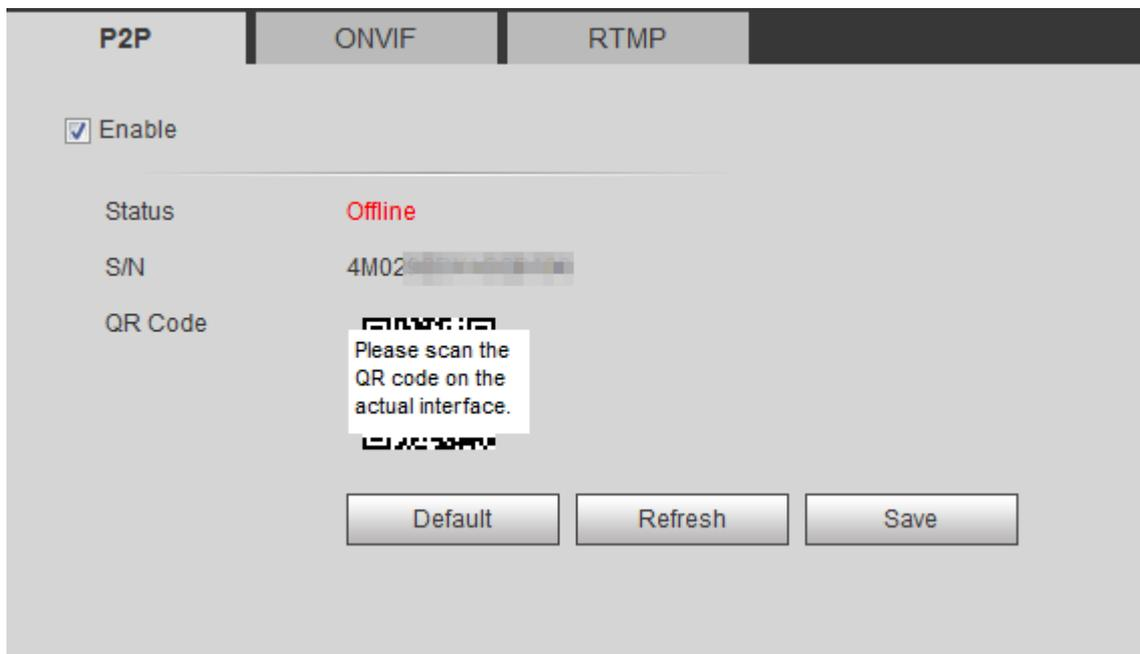 P2P ONVIF RTMP
Enable
Status Offline
S/N 4M02
QR Code
Please scan the
QR code on the
actual interface.
Default Refresh Save